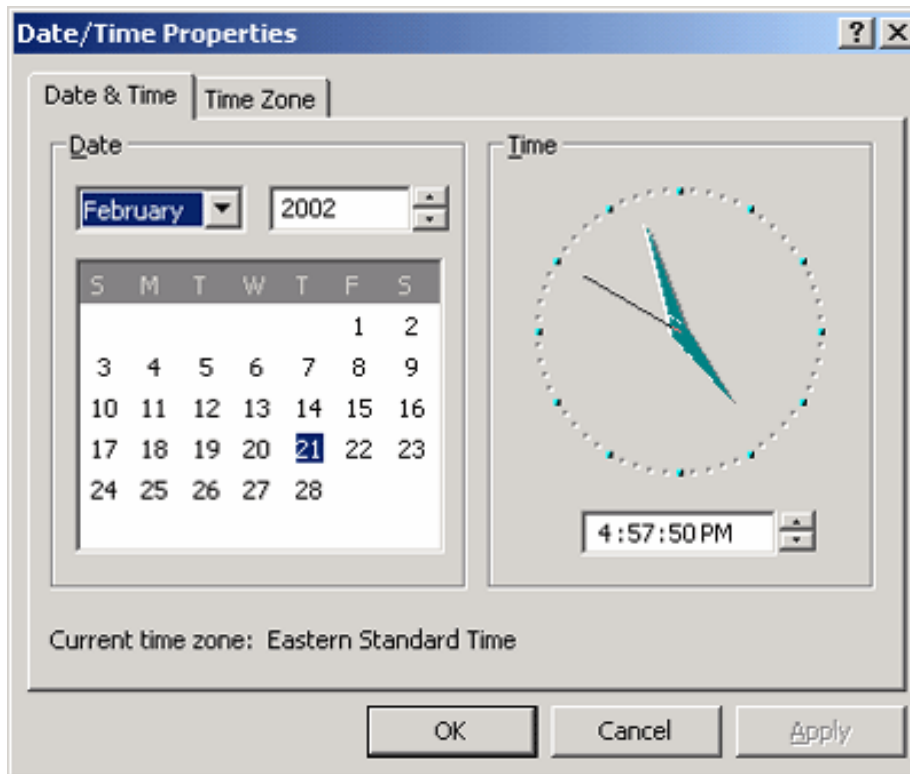 Date/Time Properties
Date & Time Time Zone
Date
February 2002
S M T W T F S
1 2
3 4 5 6 7 8 9
10 11 12 13 14 15 16
17 18 19 20 21 22 23
24 25 26 27 28
Time
4:57:50 PM
Current time zone: Eastern Standard Time
OK Cancel Apply